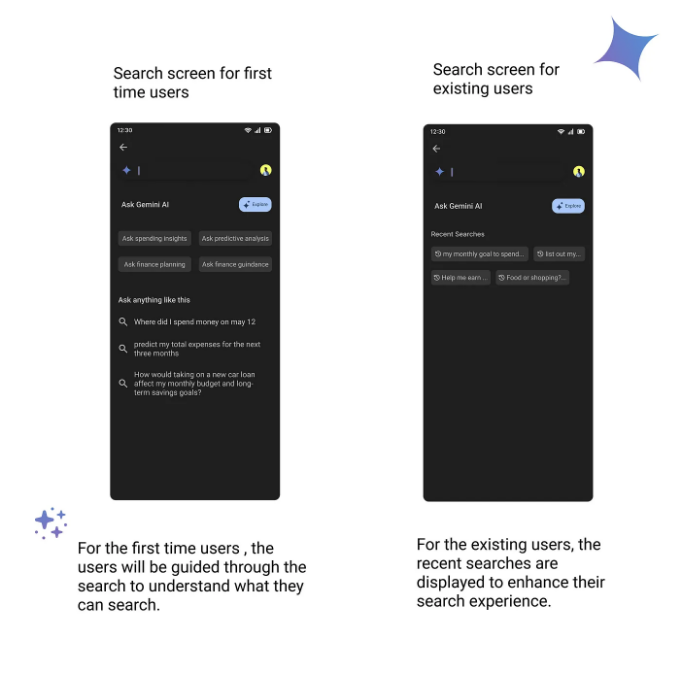 Search screen for first
time users
12:30
Ask Gemini AI
Explore
Ask spending insights
Ask predictive analysis
Ask finance planning
Ask finance guindance
Ask anything like this
Where did I spend money on may 12
predict my total expenses for the next
three months
How would taking on a new car loan
affect my monthly budget and long-
term savings goals?
For the first time users , the
users will be guided through the
search to understand what they
can search.
Search screen for
existing users
12:30
Ask Gemini AI
Explore
Recent Searches
my monthly goal to spend...
list out my...
Help me earn ...
Food or shopping?...
For the existing users, the
recent searches are
displayed to enhance their
search experience.